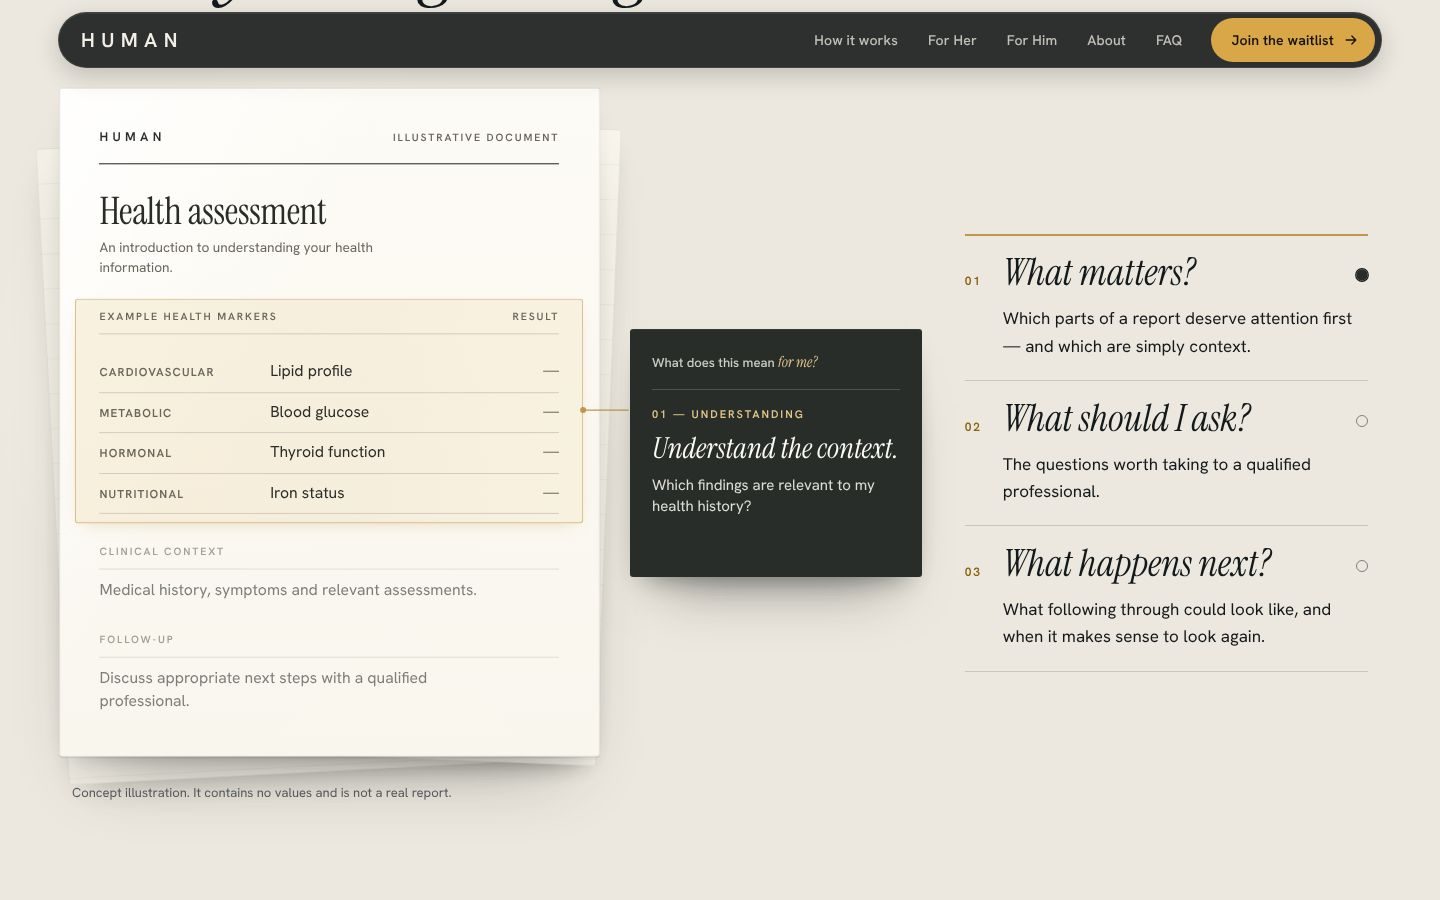 HUMAN
How it works
For Her
For Him
About
FAQ
Join the waitlist →
HUMAN
ILLUSTRATIVE DOCUMENT
Health assessment
An introduction to understanding your health
information.
EXAMPLE HEALTH MARKERS RESULT
CARDIOVASCULAR Lipid profile —
METABOLIC Blood glucose —
HORMONAL Thyroid function —
NUTRITIONAL Iron status —
CLINICAL CONTEXT
Medical history, symptoms and relevant assessments.
FOLLOW-UP
Discuss appropriate next steps with a qualified
professional.
Concept illustration. It contains no values and is not a real report.
What does this mean for me?
01 — UNDERSTANDING
Understand the context.
Which findings are relevant to my
health history?
01 What matters?
Which parts of a report deserve attention first
— and which are simply context.
02 What should I ask?
The questions worth taking to a qualified
professional.
03 What happens next?
What following through could look like, and
when it makes sense to look again.